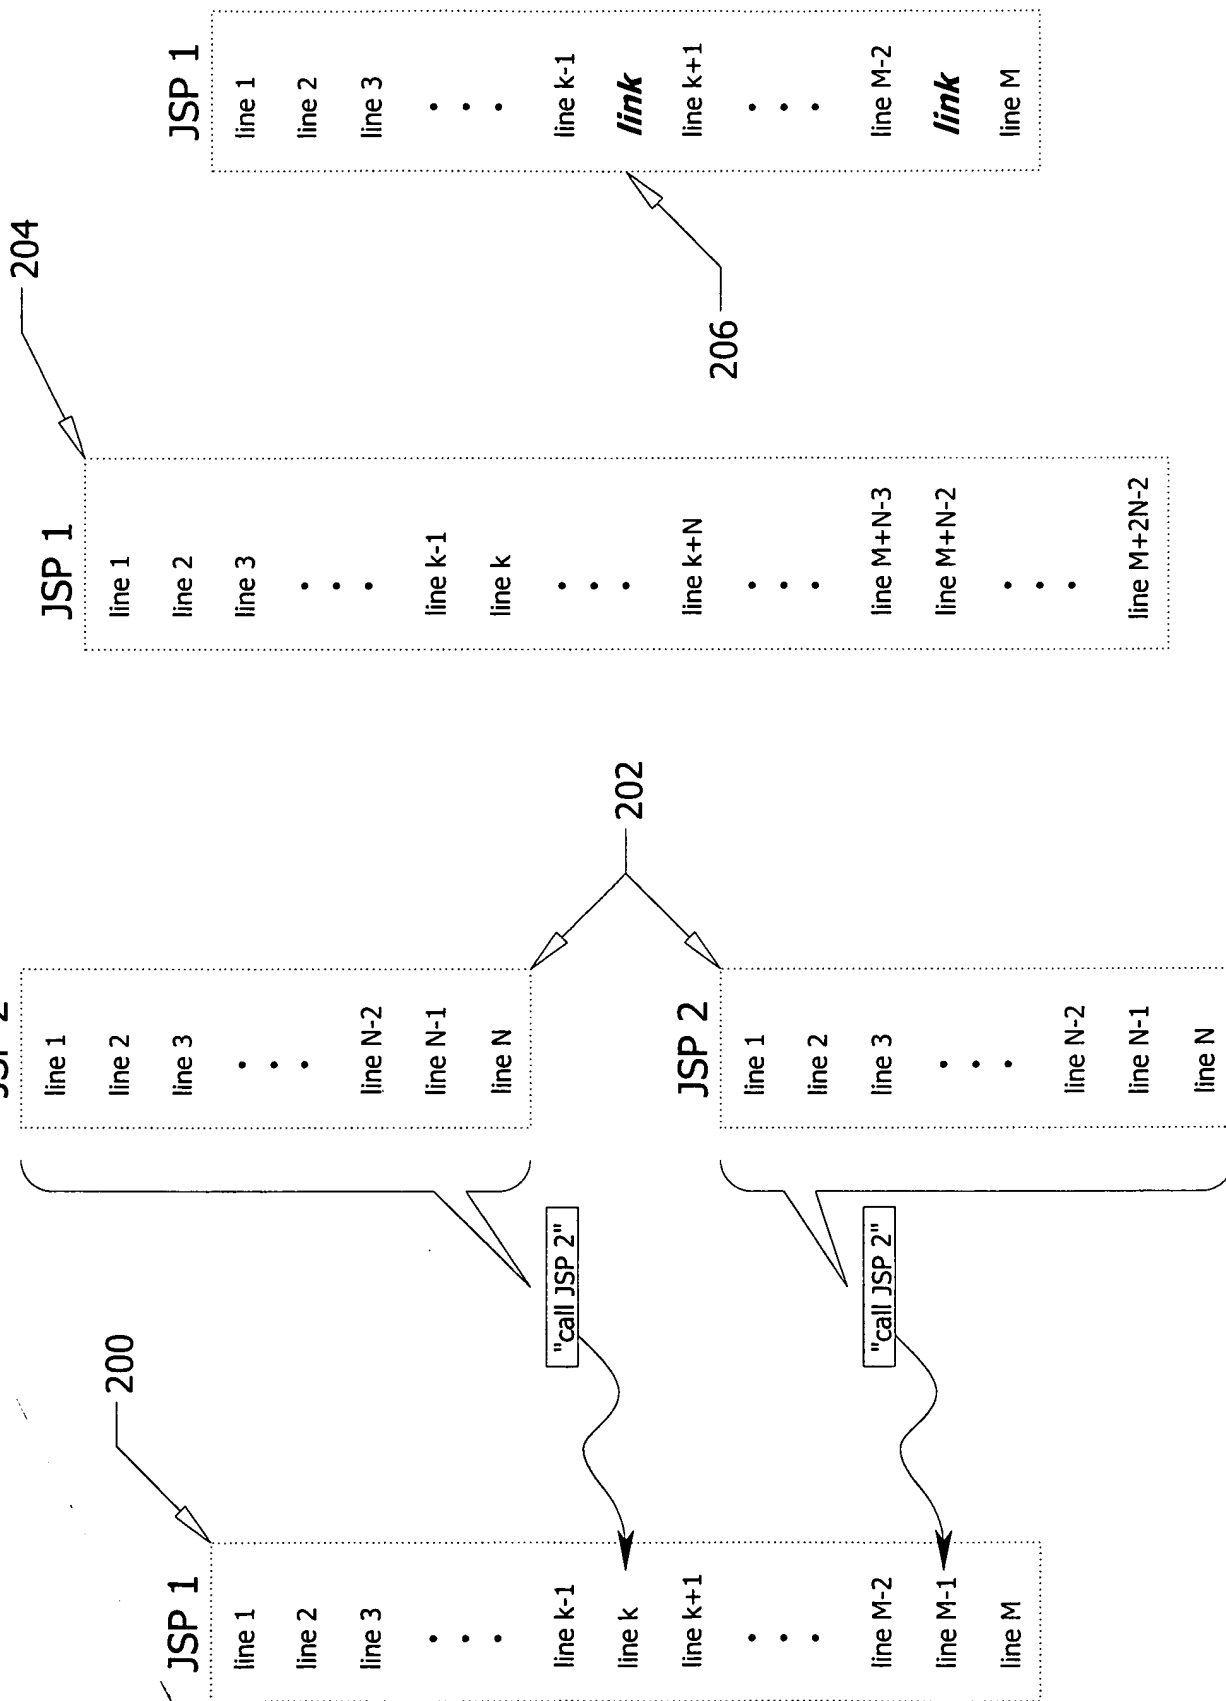 JSP 1
line 1
line 2
line 3
line k-1
line k
line k+1
line M-2
line M-1
line M
200
"call JSP 2"
"call JSP 2"
JSP 2
line 1
line 2
line 3
line N-2
line N-1
line N
JSP 2
line 1
line 2
line 3
line N-2
line N-1
line N
202
JSP 1
line 1
line 2
line 3
line k-1
line k
line k+N
line M+N-3
line M+N-2
line M+2N-2
204
JSP 1
line 1
line 2
line 3
line k-1
link
line k+1
line M-2
link
line M
206